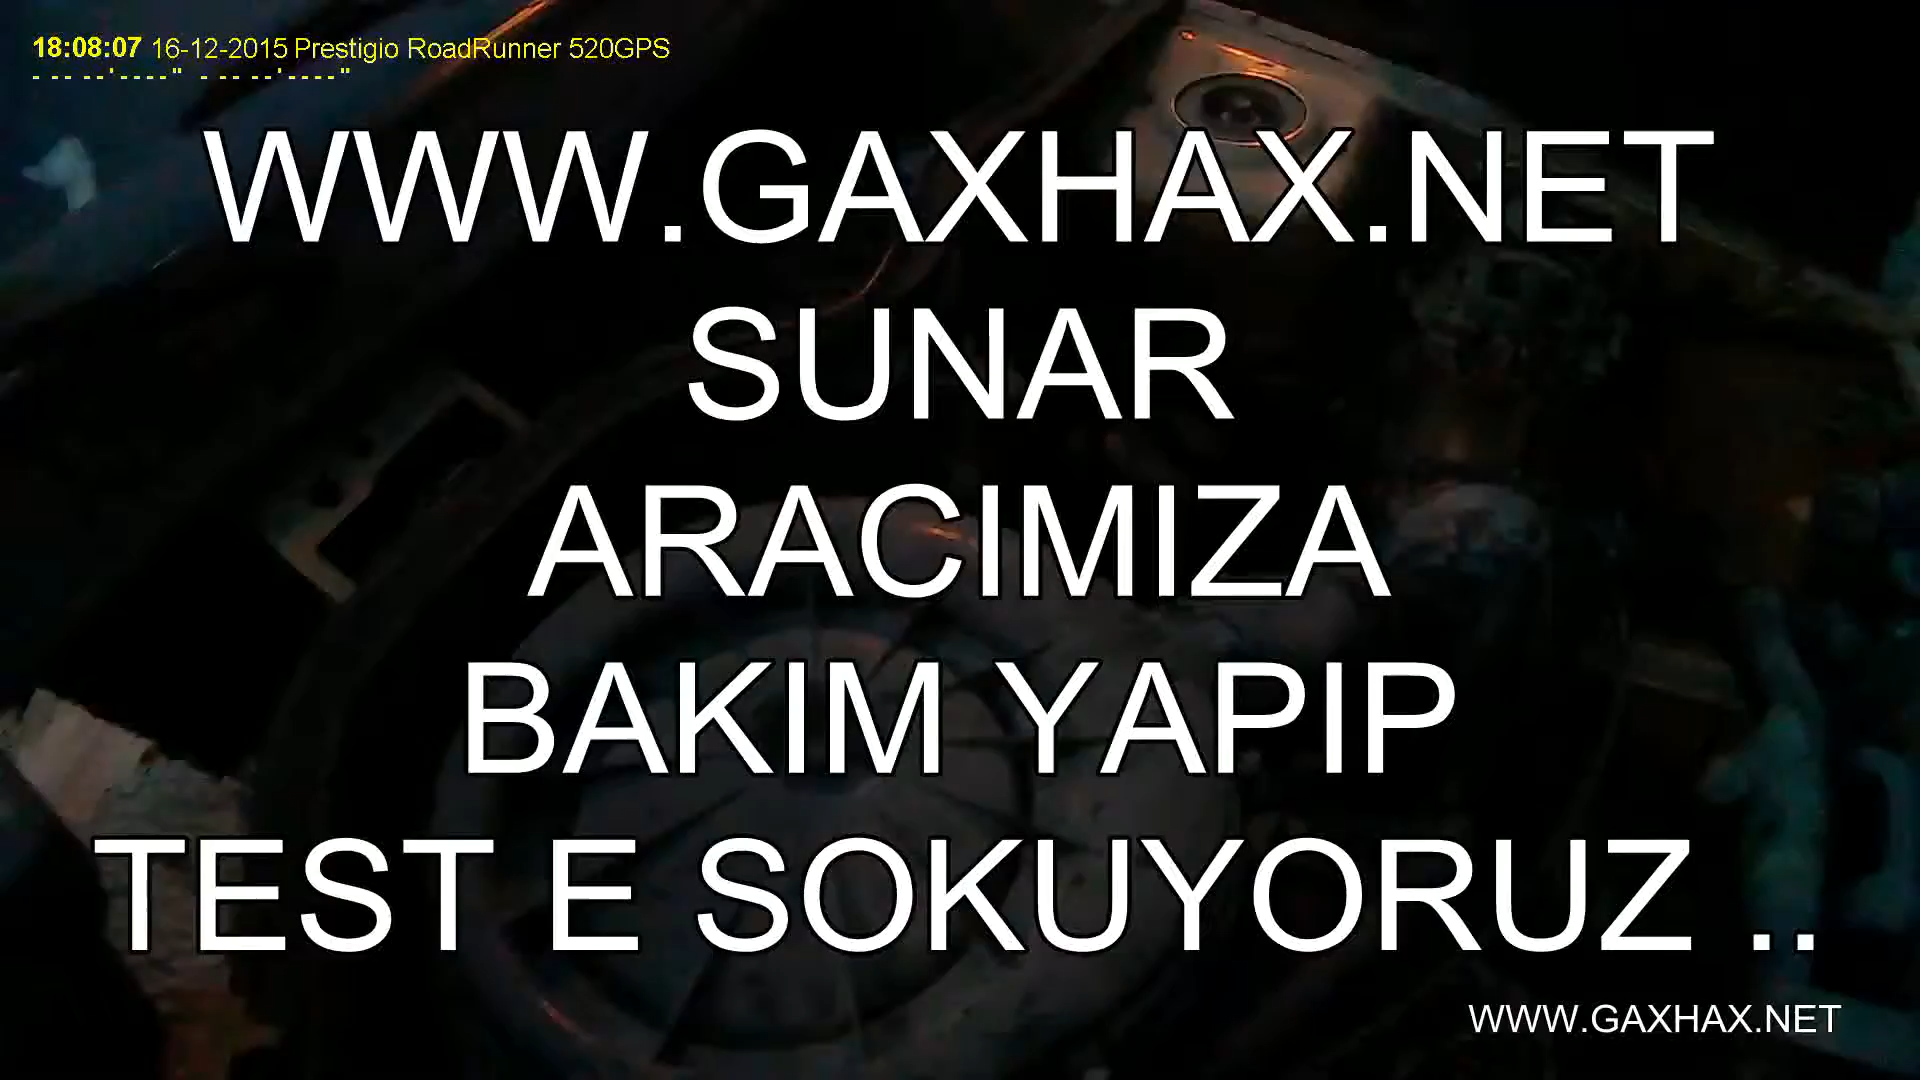 18:08:07 16-12-2015 Prestigio RoadRunner 520GPS
- -- --'----" - -- --'----"
WWW.GAXHAX.NET
SUNAR
ARACIMIZA
BAKIM YAPIP
TEST E SOKUYORUZ ..
WWW.GAXHAX.NET